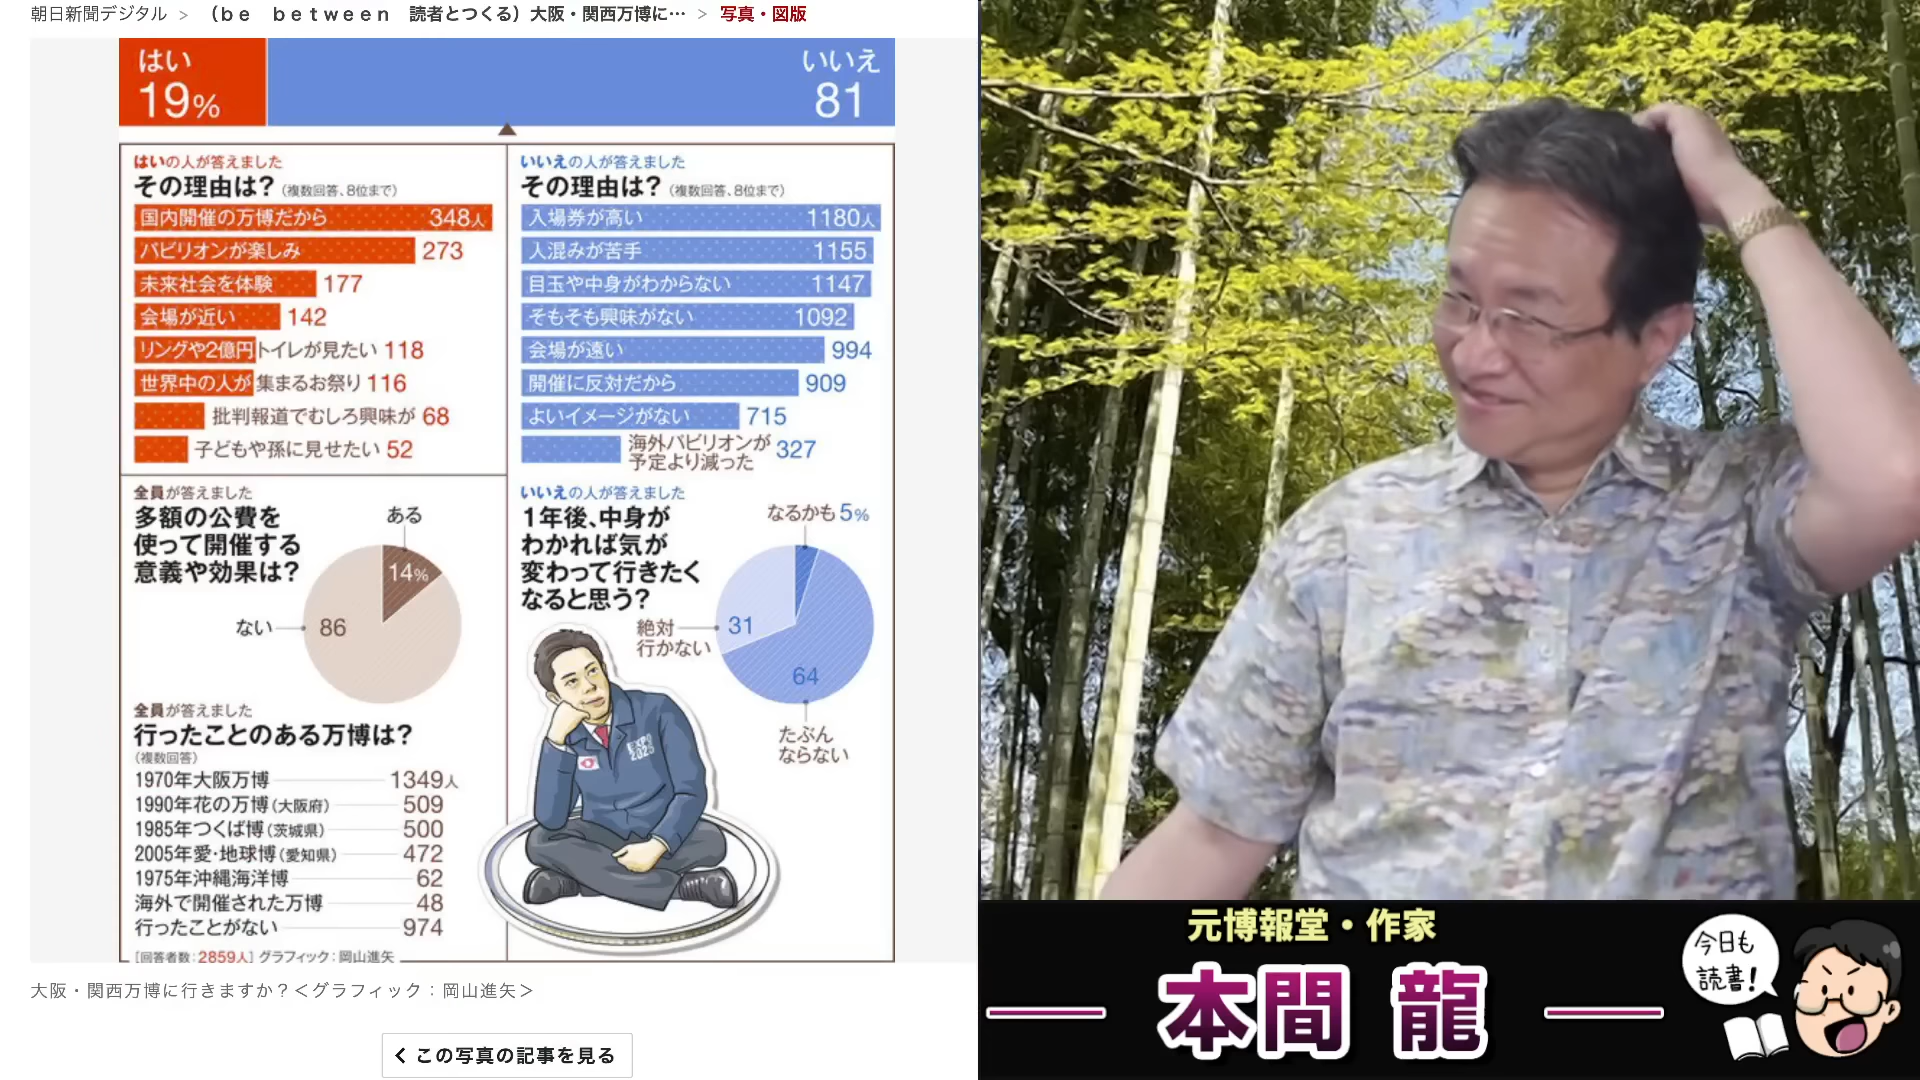 朝日新聞デジタル > （ｂｅ ｂｅｔｗｅｅｎ 読者とつくる）大阪・関西万博に… > 写真・図版
はい
19%
いいえ
81
はいの人が答えました
その理由は？（複数回答、8位まで）
国内開催の万博だから 348人
パビリオンが楽しみ 273
未来社会を体験 177
会場が近い 142
リングや2億円トイレが見たい 118
世界中の人が集まるお祭り 116
批判報道でむしろ興味が 68
子どもや孫に見せたい 52
いいえの人が答えました
その理由は？（複数回答、8位まで）
入場券が高い 1180人
人混みが苦手 1155
目玉や中身がわからない 1147
そもそも興味がない 1092
会場が遠い 994
開催に反対だから 909
よいイメージがない 715
海外パビリオンが
予定より減った 327
全員が答えました
多額の公費を
使って開催する
意義や効果は？
ある
14%
ない 86
いいえの人が答えました
1年後、中身が
わかれば気が
変わって行きたく
なると思う？
なるかも 5%
絶対
行かない
31
64
たぶん
ならない
EXPO
2025
全員が答えました
行ったことのある万博は？
（複数回答）
1970年大阪万博 1349人
1990年花の万博（大阪府） 509
1985年つくば博（茨城県） 500
2005年愛・地球博（愛知県） 472
1975年沖縄海洋博 62
海外で開催された万博 48
行ったことがない 974
［回答者数：2859人］グラフィック：岡山進矢
大阪・関西万博に行きますか？＜グラフィック：岡山進矢＞
この写真の記事を見る
元博報堂・作家
本間 龍
今日も
読書!